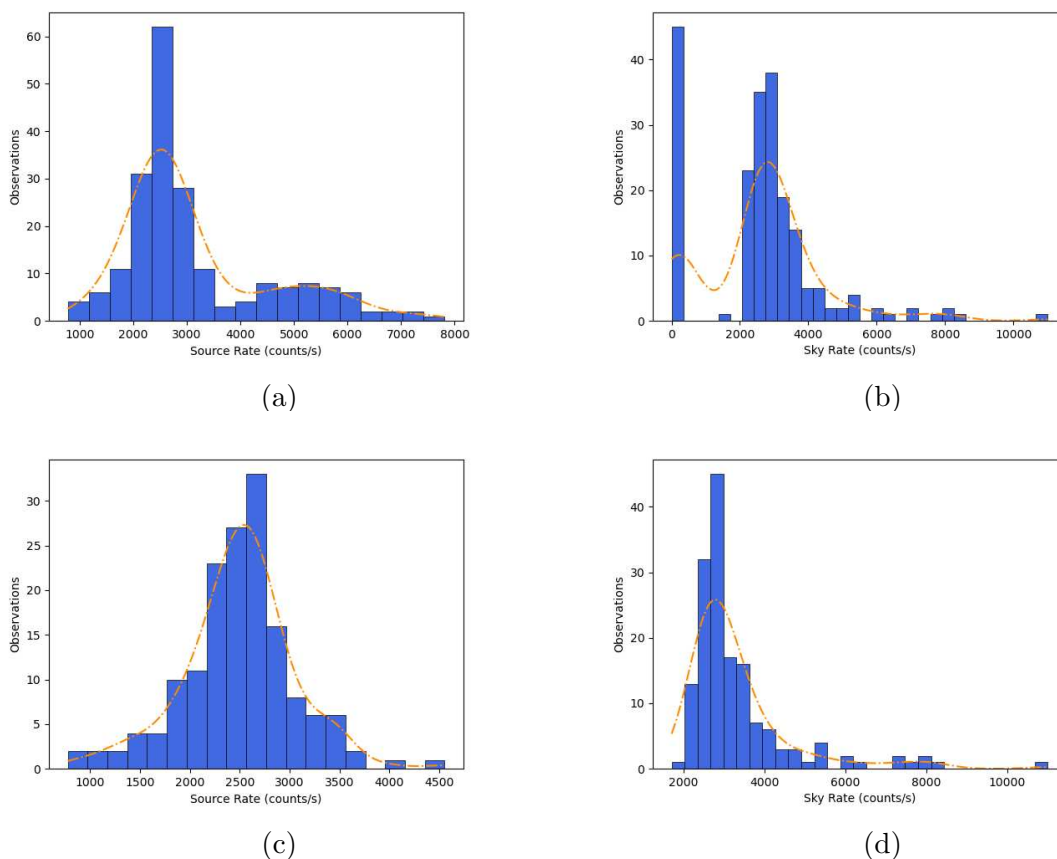 60
50
40
30
20
10
0
Observations
1000 2000 3000 4000 5000 6000 7000 8000
Source Rate (counts/s)
(a)
40
30
20
10
0
Observations
0 2000 4000 6000 8000 10000
Sky Rate (counts/s)
(b)
30
25
20
15
10
5
0
Observations
1000 1500 2000 2500 3000 3500 4000 4500
Source Rate (counts/s)
(c)
40
30
20
10
0
Observations
2000 4000 6000 8000 10000
Sky Rate (counts/s)
(d)